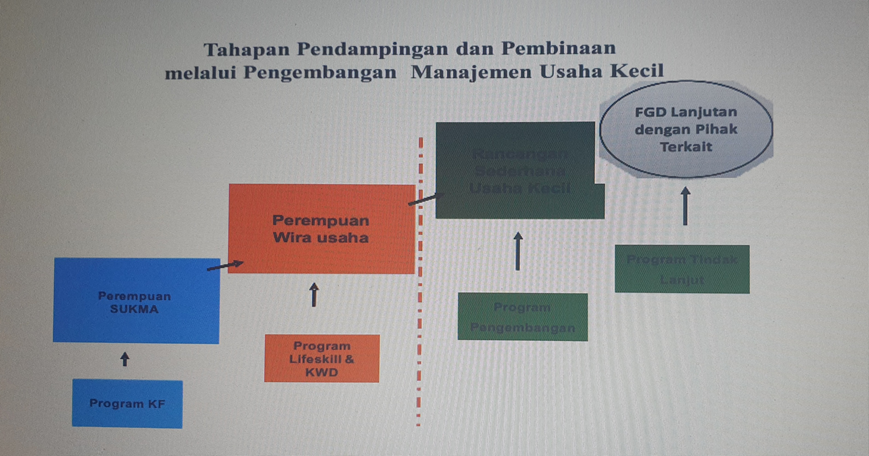 Tahapan Pendampingan dan Pembinaan
melalui Pengembangan Manajemen Usaha Kecil
FGD Lanjutan
dengan Pihak
Terkait
Rancangan
Sederhana
Usaha Kecil
Perempuan
Wira usaha
Program Tindak
Lanjut
Perempuan
SUKMA
Program
Pengembangan
Program
Lifeskill &
KWD
Program KF